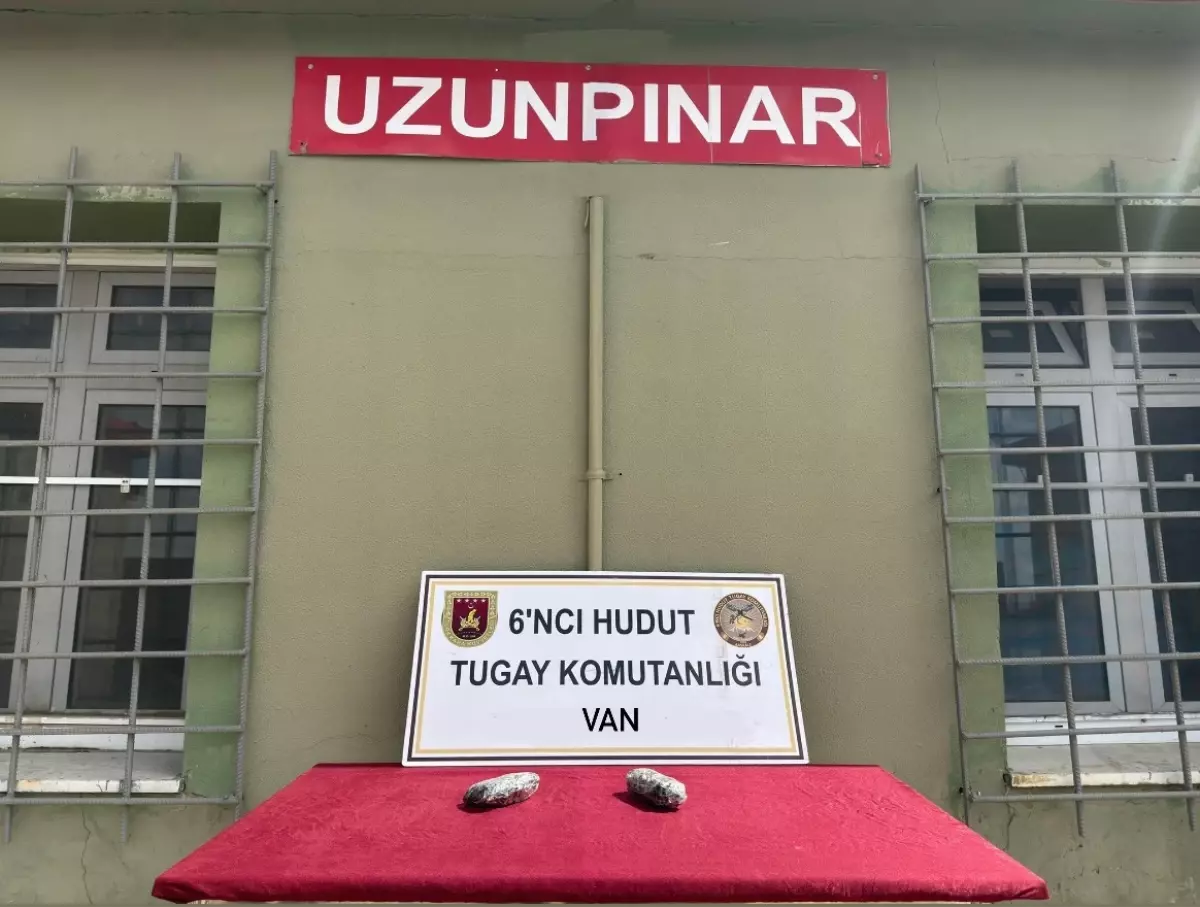 UZUNPINAR
6'NCI HUDUT
TUGAY KOMUTANLIĞI
VAN